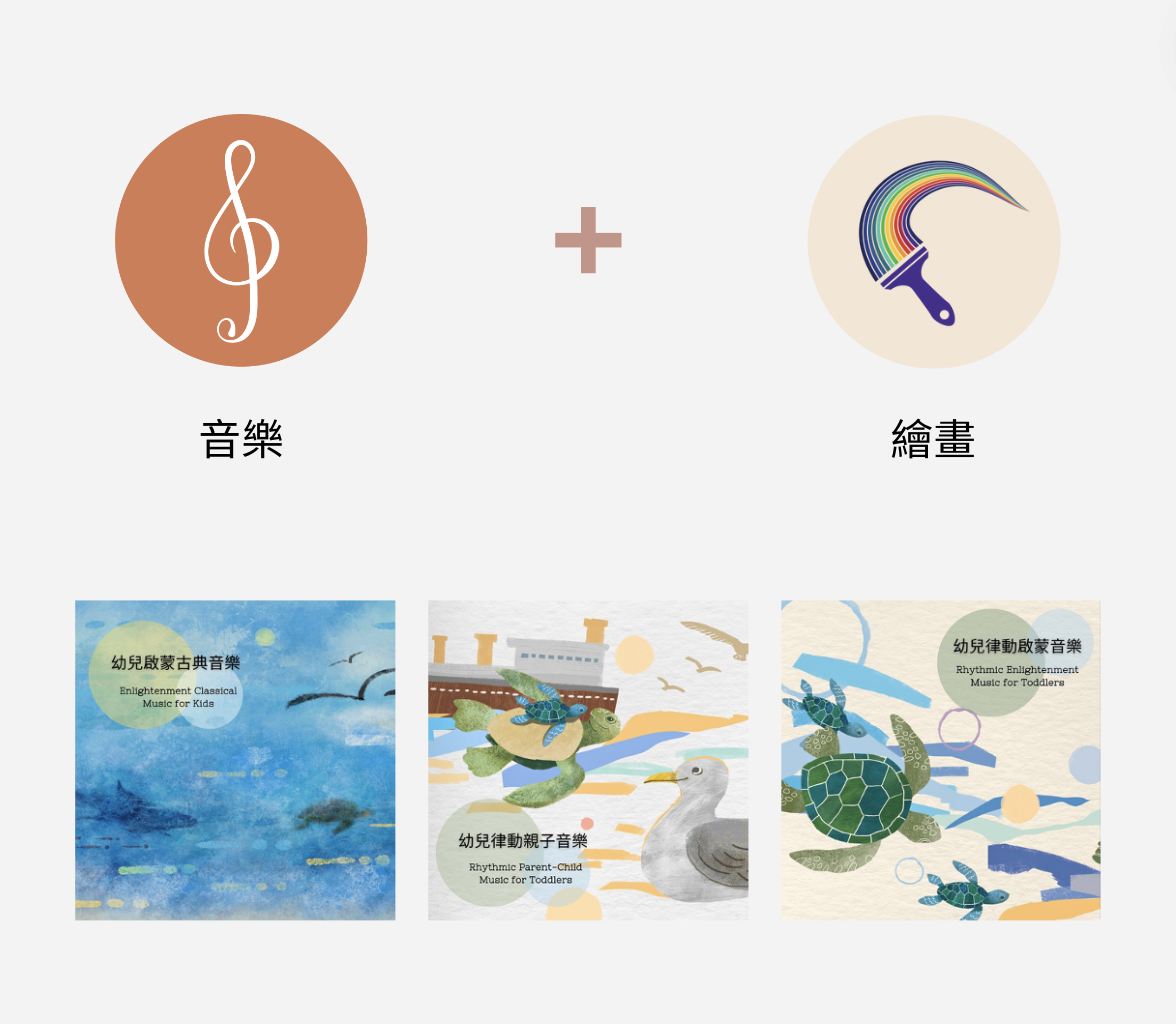 音樂
繪畫
幼兒啟蒙古典音樂
Enlightenment Classical
Music for Kids
幼兒律動親子音樂
Rhythmic Parent-Child
Music for Toddlers
幼兒律動啟蒙音樂
Rhythmic Enlightenment
Music for Toddlers